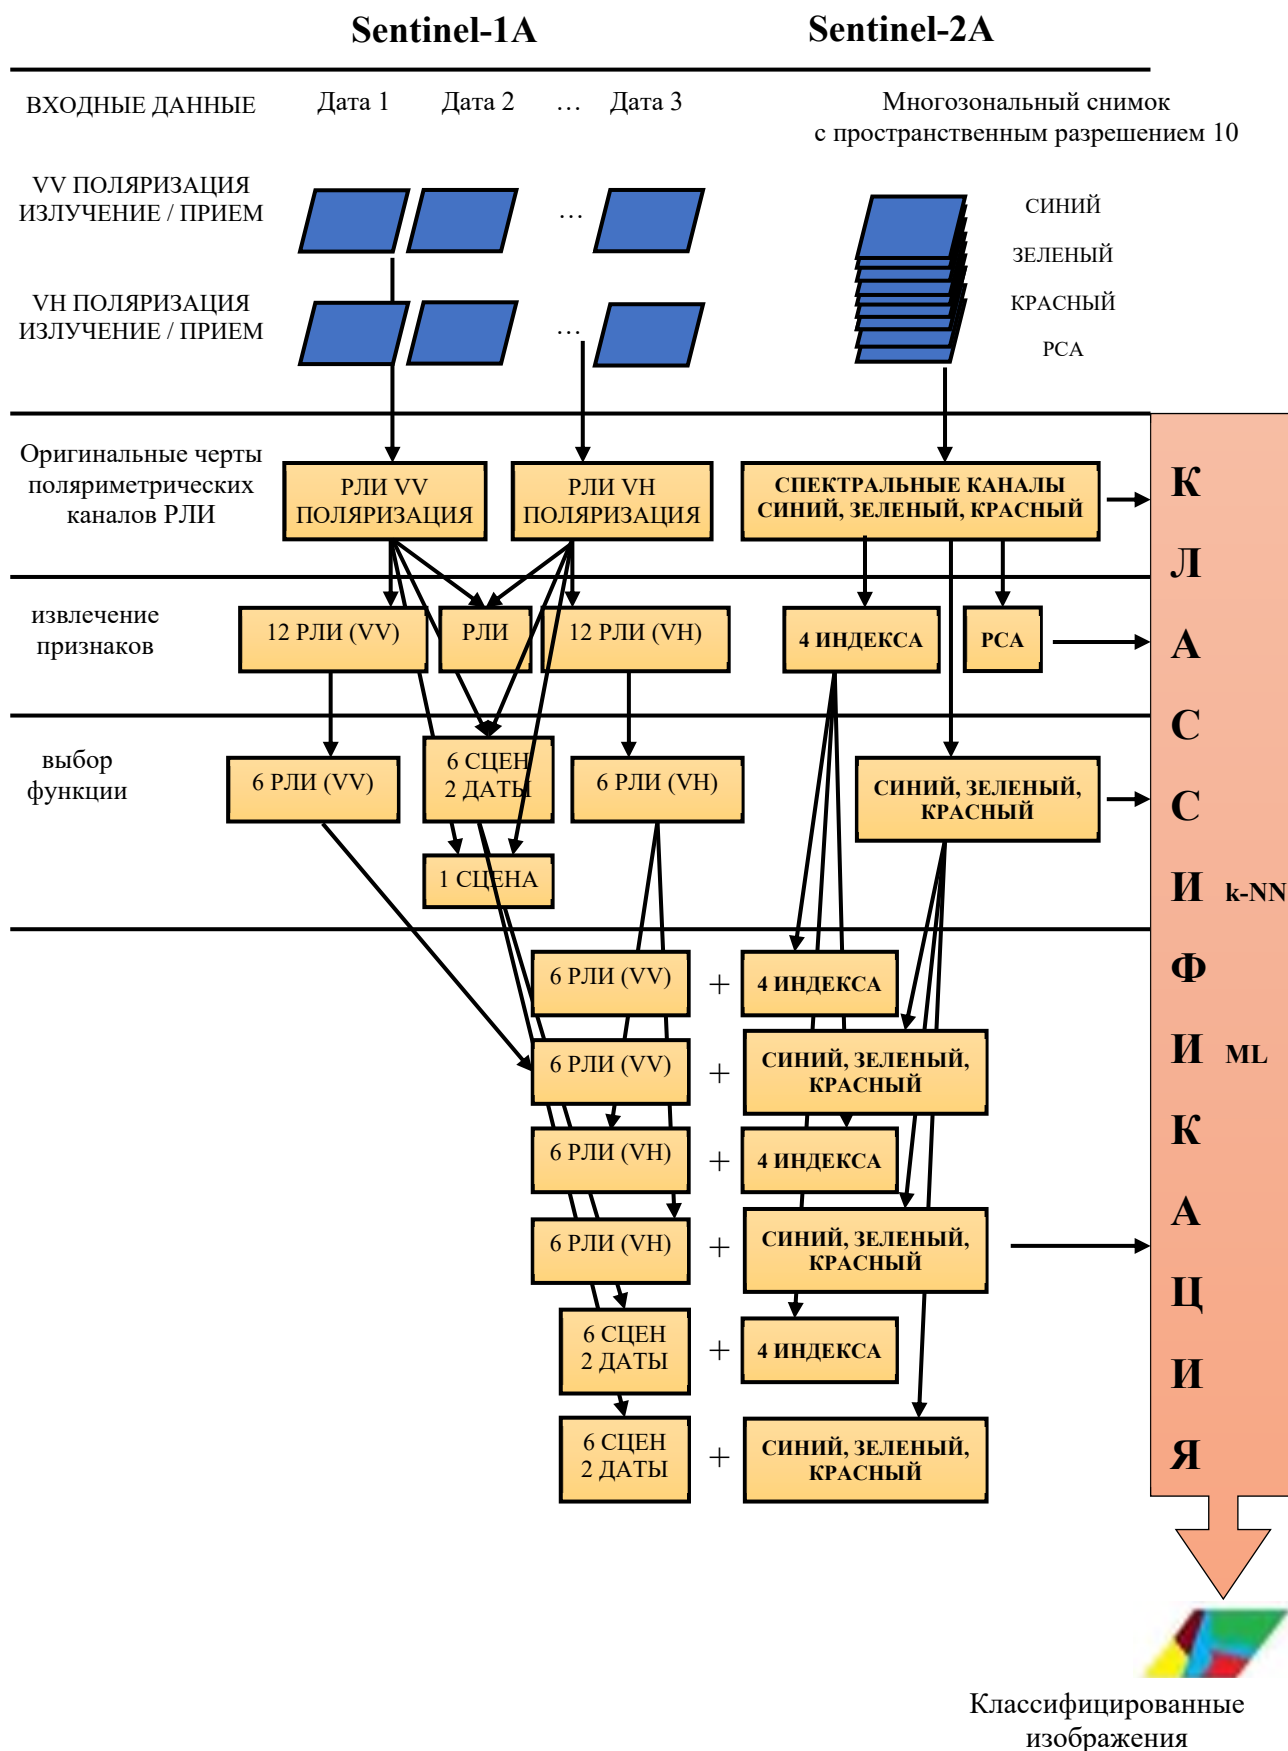 Sentinel-1A
Sentinel-2A
ВХОДНЫЕ ДАННЫЕ
Дата 1
Дата 2
…
Дата 3
Многозональный снимок
с пространственным разрешением 10
VV ПОЛЯРИЗАЦИЯ
ИЗЛУЧЕНИЕ / ПРИЕМ
…
СИНИЙ
ЗЕЛЕНЫЙ
КРАСНЫЙ
РСА
VH ПОЛЯРИЗАЦИЯ
ИЗЛУЧЕНИЕ / ПРИЕМ
…
Оригинальные черты
поляриметрических
каналов РЛИ
РЛИ VV
ПОЛЯРИЗАЦИЯ
РЛИ VH
ПОЛЯРИЗАЦИЯ
СПЕКТРАЛЬНЫЕ КАНАЛЫ
СИНИЙ, ЗЕЛЕНЫЙ, КРАСНЫЙ
извлечение
признаков
12 РЛИ (VV)
РЛИ
12 РЛИ (VH)
4 ИНДЕКСА
РСА
выбор
функции
6 РЛИ (VV)
6 СЦЕН
2 ДАТЫ
6 РЛИ (VH)
СИНИЙ, ЗЕЛЕНЫЙ,
КРАСНЫЙ
1 СЦЕНА
6 РЛИ (VV)
+
4 ИНДЕКСА
6 РЛИ (VV)
+
СИНИЙ, ЗЕЛЕНЫЙ,
КРАСНЫЙ
6 РЛИ (VH)
+
4 ИНДЕКСА
6 РЛИ (VH)
+
СИНИЙ, ЗЕЛЕНЫЙ,
КРАСНЫЙ
6 СЦЕН
2 ДАТЫ
+
4 ИНДЕКСА
6 СЦЕН
2 ДАТЫ
+
СИНИЙ, ЗЕЛЕНЫЙ,
КРАСНЫЙ
К
Л
А
С
С
И
Ф
И
К
А
Ц
И
Я
k-NN
ML
Классифицированные
изображения